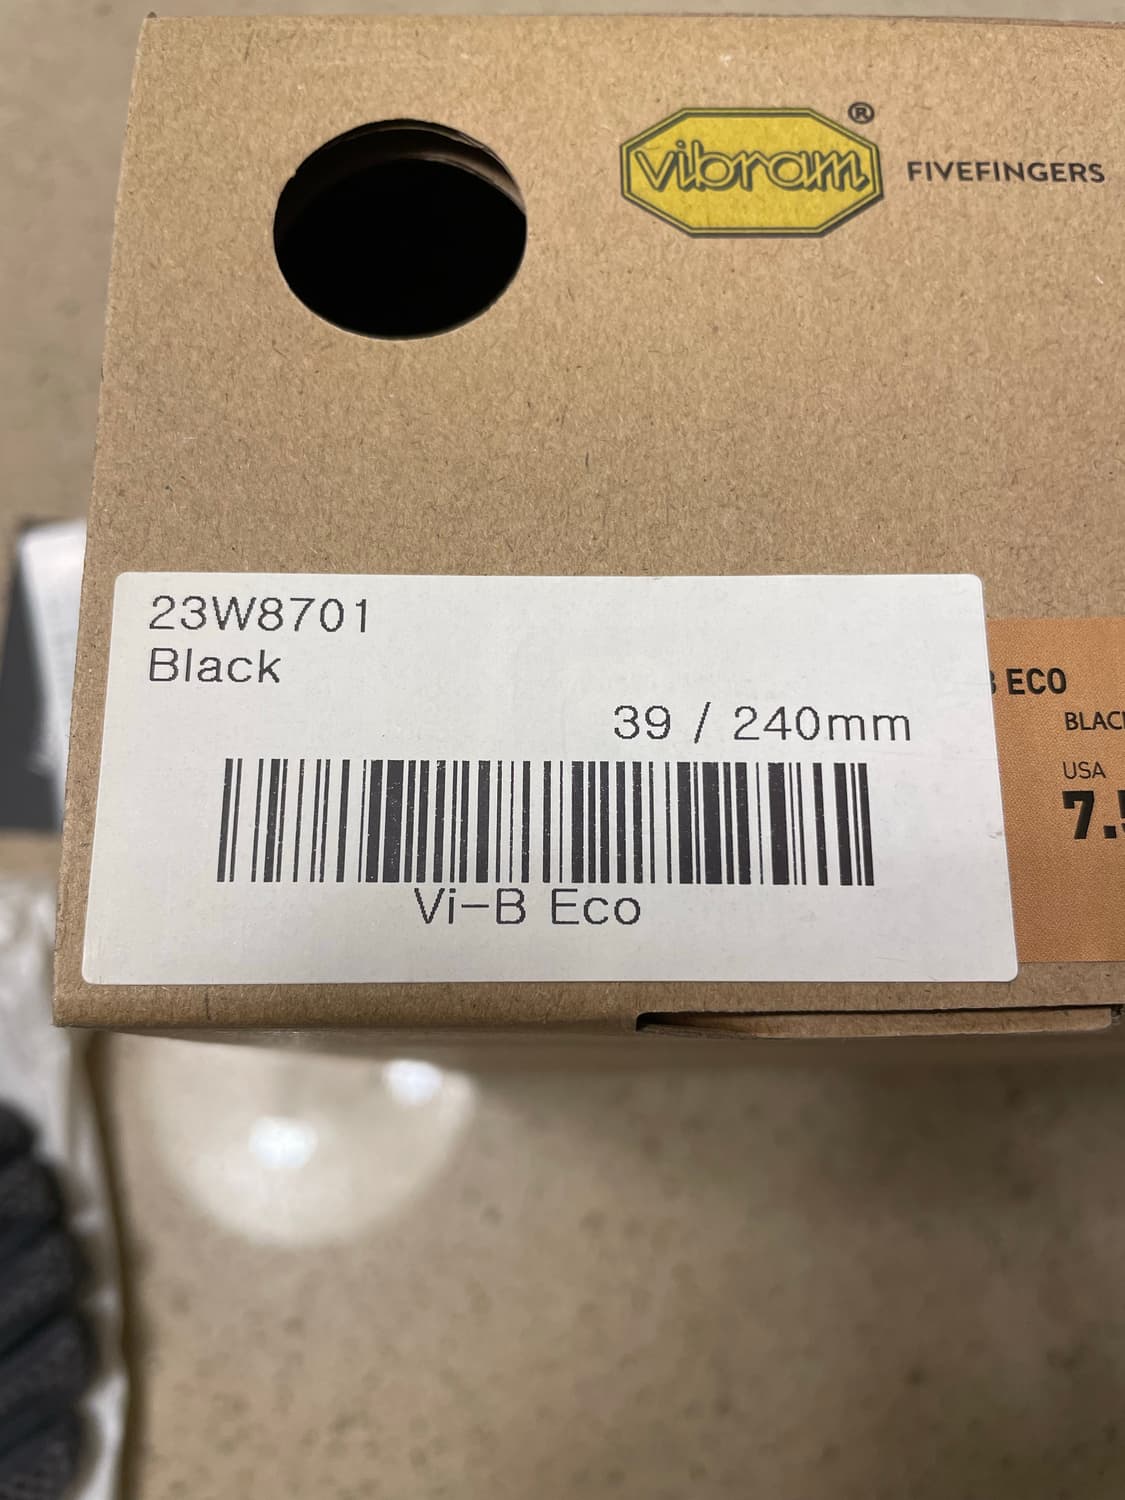 vibram®
FIVEFINGERS
23W8701
Black
39 / 240mm
Vi-B Eco
ECO
USA